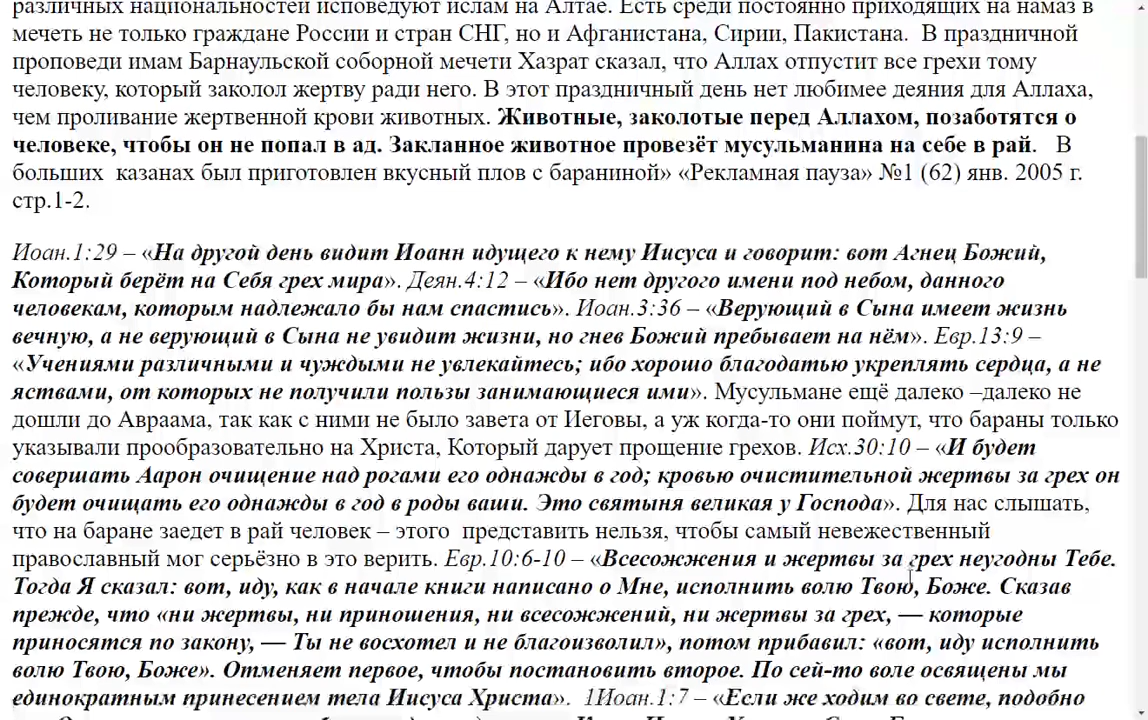 различных национальностей исповедуют ислам на Алтае. Есть среди постоянно приходящих на намаз в
мечеть не только граждане России и стран СНГ, но и Афганистана, Сирии, Пакистана.  В праздничной
проповеди имам Барнаульской соборной мечети Хазрат сказал, что Аллах отпустит все грехи тому
человеку, который заколол жертву ради него. В этот праздничный день нет любимее деяния для Аллаха,
чем проливание жертвенной крови животных. Животные, заколотые перед Аллахом, позаботятся о
человеке, чтобы он не попал в ад. Закланное животное провезёт мусульманина на себе в рай.   В
больших  казанах был приготовлен вкусный плов с бараниной» «Рекламная пауза» №1 (62) янв. 2005 г.
стр.1-2.
Иоан.1:29 – «На другой день видит Иоанн идущего к нему Иисуса и говорит: вот Агнец Божий,
Который берёт на Себя грех мира». Деян.4:12 – «Ибо нет другого имени под небом, данного
человекам, которым надлежало бы нам спастись». Иоан.3:36 – «Верующий в Сына имеет жизнь
вечную, а не верующий в Сына не увидит жизни, но гнев Божий пребывает на нём». Евр.13:9 –
«Учениями различными и чуждыми не увлекайтесь; ибо хорошо благодатью укреплять сердца, а не
яствами, от которых не получили пользы занимающиеся ими». Мусульмане ещё далеко –далеко не
дошли до Авраама, так как с ними не было завета от Иеговы, а уж когда-то они поймут, что бараны только
указывали прообразовательно на Христа, Который дарует прощение грехов. Исх.30:10 – «И будет
совершать Аарон очищение над рогами его однажды в год; кровью очистительной жертвы за грех он
будет очищать его однажды в год в роды ваши. Это святыня великая у Господа». Для нас слышать,
что на баране заедет в рай человек – этого  представить нельзя, чтобы самый невежественный
православный мог серьёзно в это верить. Евр.10:6-10 – «Всесожжения и жертвы за грех неугодны Тебе.
Тогда Я сказал: вот, иду, как в начале книги написано о Мне, исполнить волю Твою, Боже. Сказав
прежде, что «ни жертвы, ни приношения, ни всесожжений, ни жертвы за грех, — которые
приносятся по закону, — Ты не восхотел и не благоизволил», потом прибавил: «вот, иду исполнить
волю Твою, Боже». Отменяет первое, чтобы постановить второе. По сей-то воле освящены мы
единократным принесением тела Иисуса Христа».  1Иоан.1:7 – «Если же ходим во свете, подобно